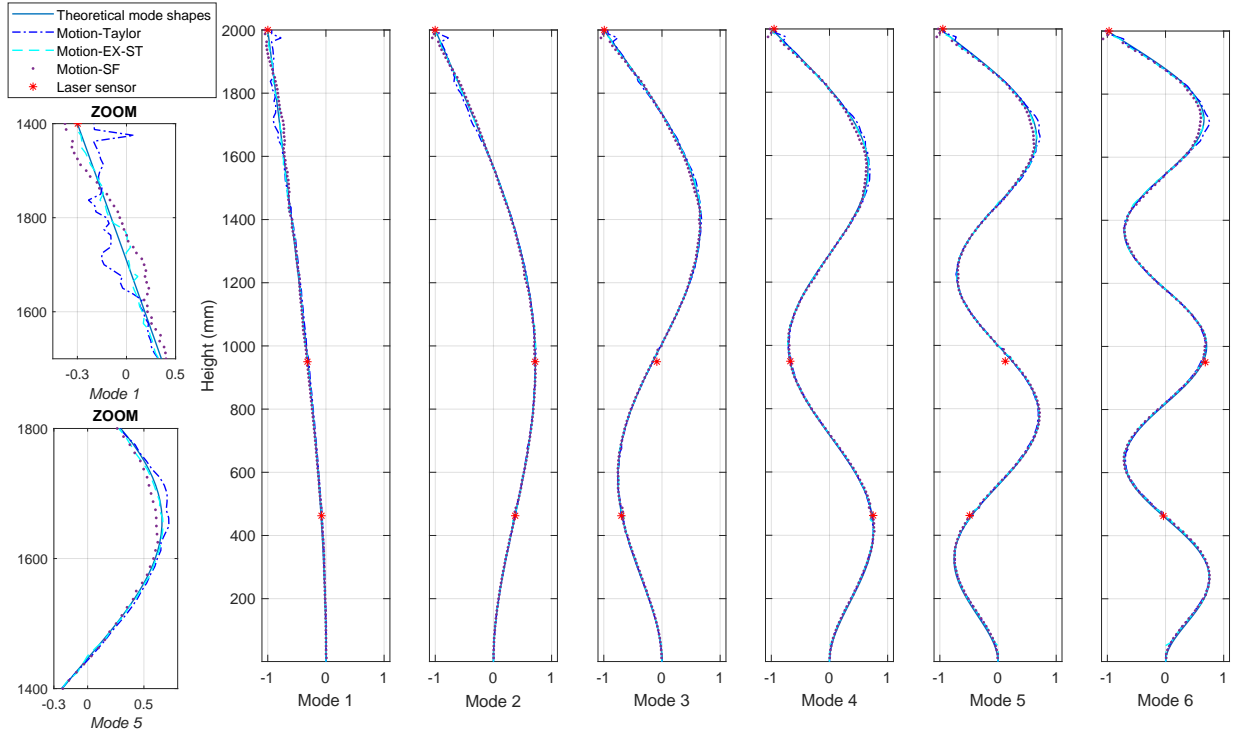 Theoretical mode shapes
Motion-Taylor
Motion-EX-ST
Motion-SF
Laser sensor
ZOOM
1400
1800
1600
-0.3 0 0.5
Mode 1
ZOOM
1800
1600
1400
-0.3 0 0.5
Mode 5
Height (mm)
2000
1800
1600
1400
1200
1000
800
600
400
200
-1 0 1
Mode 1
-1 0 1
Mode 2
-1 0 1
Mode 3
-1 0 1
Mode 4
-1 0 1
Mode 5
-1 0 1
Mode 6